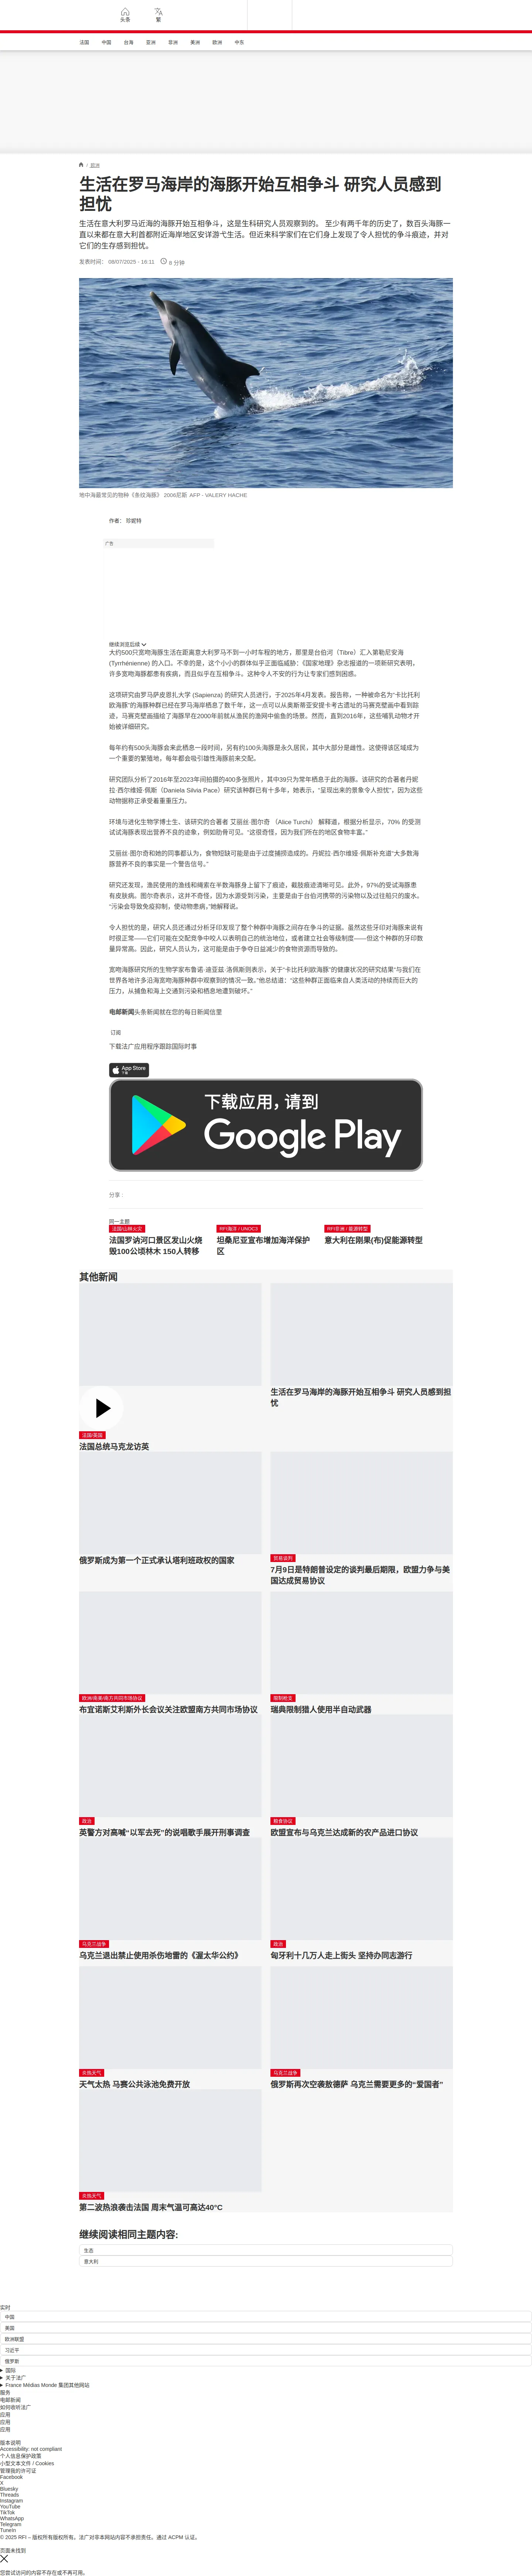 头条
繁
法国
中国
台海
亚洲
非洲
美洲
欧洲
中东
/ 欧洲
生活在罗马海岸的海豚开始互相争斗 研究人员感到
担忧
生活在意大利罗马近海的海豚开始互相争斗，这是生科研究人员观察到的。 至少有两千年的历史了，数百头海豚一
直以来都在意大利首都附近海岸地区安详游弋生活。但近来科学家们在它们身上发现了令人担忧的争斗痕迹，并对
它们的生存感到担忧。
发表时间： 08/07/2025 - 16:11
6 分钟
地中海最常见的物种《条纹海豚》 2006尼斯 AFP - VALERY HACHE
作者： 珍妮特
广告
继续浏览后续
大约500只宽吻海豚生活在距离意大利罗马不到一小时车程的地方，那里是台伯河（Tibre）汇入第勒尼安海
(Tyrrhénienne) 的入口。不幸的是，这个小小的群体似乎正面临威胁:《国家地理》杂志报道的一项新研究表明，
许多宽吻海豚都患有疾病，而且似乎在互相争斗。这种令人不安的行为让专家们感到困惑。
这项研究由罗马萨皮恩扎大学 (Sapienza) 的研究人员进行，于2025年4月发表。报告称，一种被命名为"卡比托利
欧海豚"的海豚种群已经在罗马海岸栖息了数千年，这一点可以从奥斯蒂亚安提卡考古遗址的马赛克壁画中看到踪
迹，马赛克壁画描绘了海豚早在2000年前就从渔民的渔网中偷鱼的场景。然而，直到2016年，这些哺乳动物才开
始被详细研究。
每年约有500头海豚会来此栖息一段时间，另有约100头海豚是永久居民，其中大部分是雌性。这使得该区域成为
一个重要的繁殖地，每年都会吸引雄性海豚前来交配。
研究团队分析了2016年至2023年间拍摄的400多张照片，其中39只为常年栖息于此的海豚。该研究的合著者丹妮
拉·西尔维娅·佩斯（Daniela Silvia Pace）研究该种群已有十多年，她表示，"呈现出来的景象令人担忧"，因为这些
动物据称正承受着重重压力。
环境与进化生物学博士生、该研究的合著者 艾丽丝·图尔奇 （Alice Turchi） 解释道，根据分析显示，70% 的受测
试试海豚表现出营养不良的迹象，例如肋骨可见。"这很奇怪，因为我们所在的地区食物丰富。"
艾丽丝·图尔奇和她的同事都认为，食物短缺可能是由于过度捕捞造成的。丹妮拉·西尔维娅·佩斯补充道"大多数海
豚营养不良的事实是一个警告信号。"
研究还发现，渔民使用的渔线和绳索在半数海豚身上留下了痕迹，截肢痕迹清晰可见。此外，97%的受试海豚患
有皮肤病。图尔奇表示，这并不奇怪，因为水源受到污染，主要是由于台伯河携带的污染物以及过往船只的废水。
"污染会导致免疫抑制，使动物患病，"她解释说。
令人担忧的是，研究人员还通过分析牙印发现了整个种群中海豚之间存在争斗的证据。虽然这些牙印对海豚来说有
时很正常——它们可能在交配竞争中咬人以表明自己的统治地位，或者建立社会等级制度——但这个种群的牙印数
量异常高。因此，研究人员认为，这可能是由于争夺日益减少的食物资源而导致的。
宽吻海豚研究所的生物学家布鲁诺·迪亚兹·洛佩斯则表示，关于"卡比托利欧海豚"的健康状况的研究结果"与我们在
世界各地许多沿海宽吻海豚种群中观察到的情况一致。"他总结道："这些种群正面临来自人类活动的持续而巨大的
压力，从捕鱼和海上交通到污染和栖息地遭到破坏。"
电邮新闻头条新闻就在您的每日新闻信里
订阅
下载法广应用程序跟踪国际时事
App Store
下载
下载应用，请到
Google Play
分享 :
同一主题
法国/山林火灾
法国罗讷河口景区发山火烧
毁100公顷林木 150人转移
RFI海洋 / UNOC3
坦桑尼亚宣布增加海洋保护
区
RFI非洲 / 能源转型
意大利在刚果(布)促能源转型
其他新闻
法国/英国
法国总统马克龙访英
生活在罗马海岸的海豚开始互相争斗 研究人员感到担
忧
俄罗斯成为第一个正式承认塔利班政权的国家
贸易谈判
7月9日是特朗普设定的谈判最后期限，欧盟力争与美
国达成贸易协议
欧洲/南美/南方共同市场协议
布宜诺斯艾利斯外长会议关注欧盟南方共同市场协议
限制枪支
瑞典限制猎人使用半自动武器
政治
英警方对高喊"以军去死"的说唱歌手展开刑事调查
粮食协议
欧盟宣布与乌克兰达成新的农产品进口协议
乌克兰战争
乌克兰退出禁止使用杀伤地雷的《渥太华公约》
政治
匈牙利十几万人走上街头 坚持办同志游行
炎热天气
天气太热 马赛公共泳池免费开放
乌克兰战争
俄罗斯再次空袭敖德萨 乌克兰需要更多的"爱国者"
炎热天气
第二波热浪袭击法国 周末气温可高达40°C
继续阅读相同主题内容:
生态
意大利
实时
中国
美国
欧洲联盟
习近平
俄罗斯
国际
关于法广
France Médias Monde 集团其他网站
服务
电邮新闻
如何收听法广
应用
应用
应用
版本说明
Accessibility: not compliant
个人信息保护政策
小型文本文件 / Cookies
管理我的许可证
Facebook
X
Bluesky
Threads
Instagram
YouTube
TikTok
WhatsApp
Telegram
TuneIn
© 2025 RFI – 版权所有版权所有。法广对非本网站内容不承担责任。通过 ACPM 认证。
页面未找到
您尝试访问的内容不存在或不再可用。